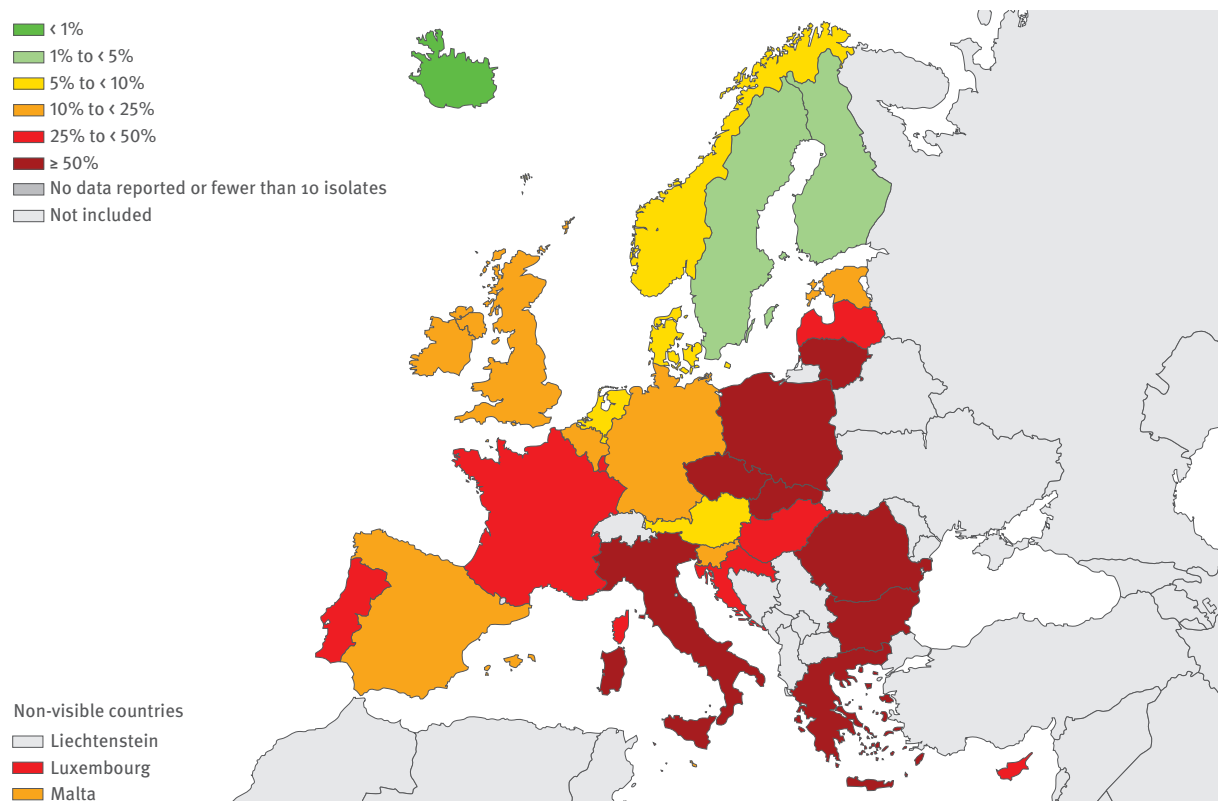 < 1%
1% to < 5%
5% to < 10%
10% to < 25%
25% to < 50%
≥ 50%
No data reported or fewer than 10 isolates
Not included
Non-visible countries
Liechtenstein
Luxembourg
Malta